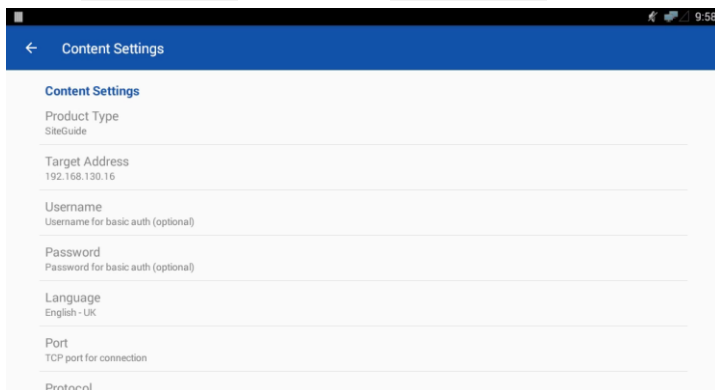 9:58
Content Settings
Content Settings
Product Type
SiteGuide
Target Address
192.168.130.16
Username
Username for basic auth (optional)
Password
Password for basic auth (optional)
Language
English - UK
Port
TCP port for connection
Protocol